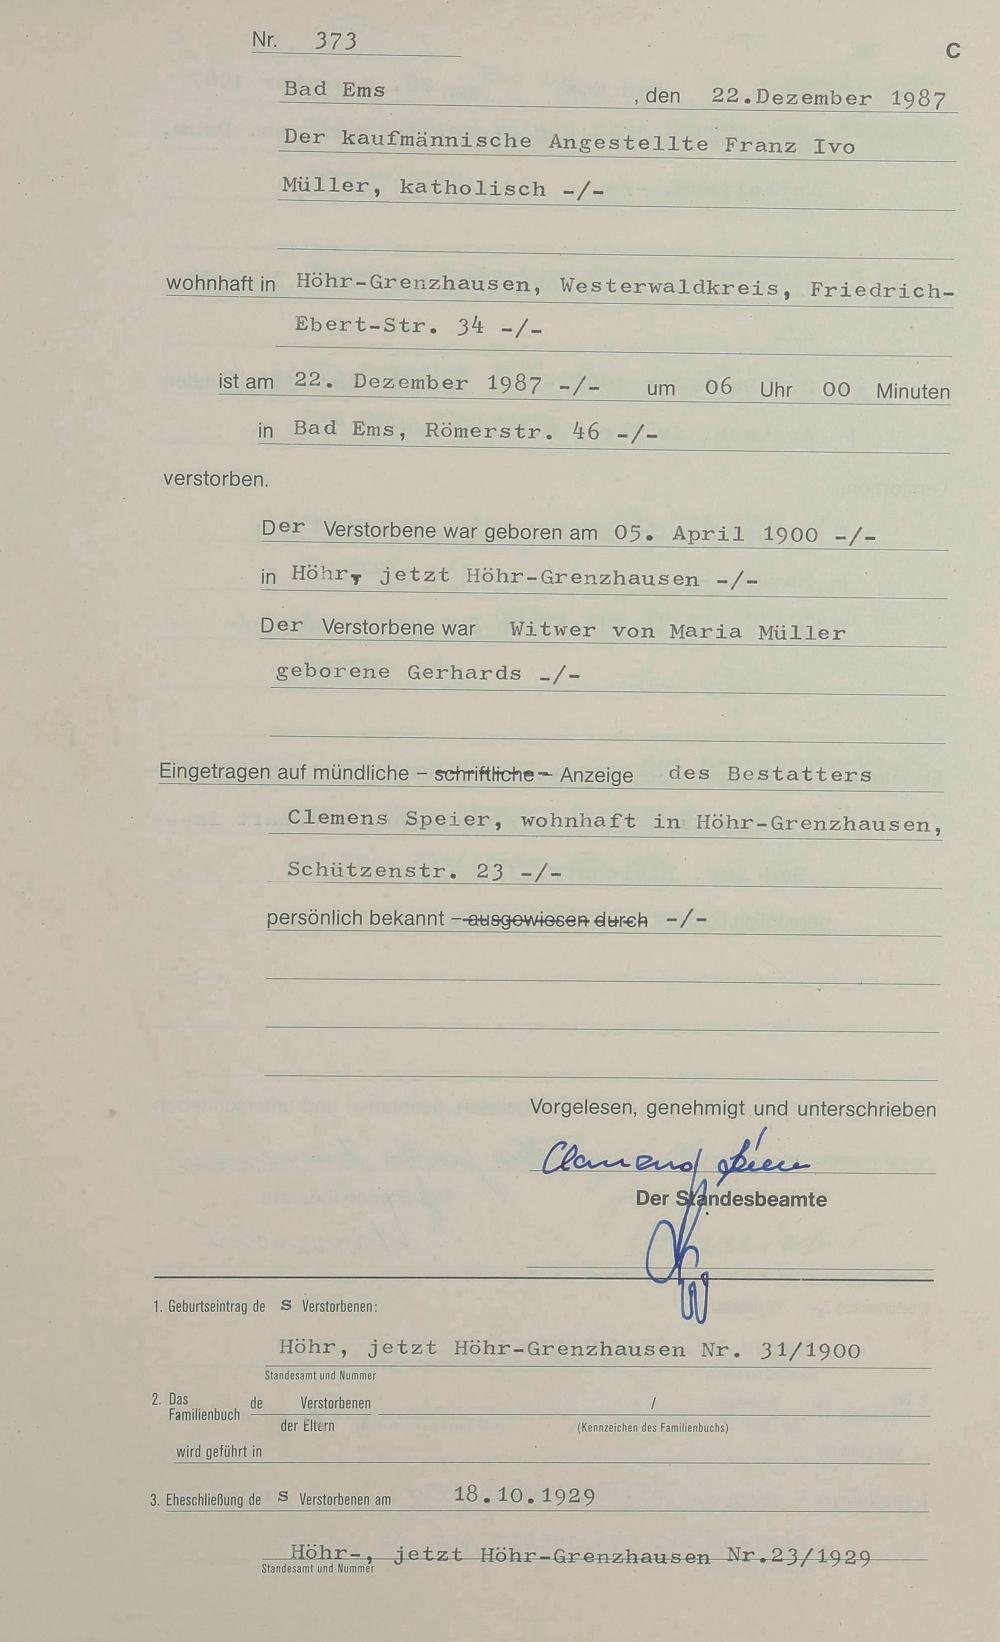 Nr. 373
C
Bad Ems , den 22.Dezember 1987
Der kaufmännische Angestellte Franz Ivo
Müller, katholisch -/-
wohnhaft in Höhr-Grenzhausen, Westerwaldkreis, Friedrich-
Ebert-Str. 34 -/-
ist am 22. Dezember 1987 -/- um 06 Uhr 00 Minuten
in Bad Ems, Römerstr. 46 -/-
verstorben.
Der Verstorbene war geboren am 05. April 1900 -/-
in Höhr, jetzt Höhr-Grenzhausen -/-
Der Verstorbene war Witwer von Maria Müller
geborene Gerhards -/-
Eingetragen auf mündliche – schriftliche – Anzeige des Bestatters
Clemens Speier, wohnhaft in Höhr-Grenzhausen,
Schützenstr. 23 -/-
persönlich bekannt – ausgewiesen durch -/-
Vorgelesen, genehmigt und unterschrieben
Der Standesbeamte
1. Geburtseintrag de s Verstorbenen:
Höhr, jetzt Höhr-Grenzhausen Nr. 31/1900
Standesamt und Nummer
2. Das Familienbuch de Verstorbenen /
der Eltern (Kennzeichen des Familienbuchs)
wird geführt in
3. Eheschließung de s Verstorbenen am 18.10.1929
Höhr-, jetzt Höhr-Grenzhausen Nr.23/1929
Standesamt und Nummer